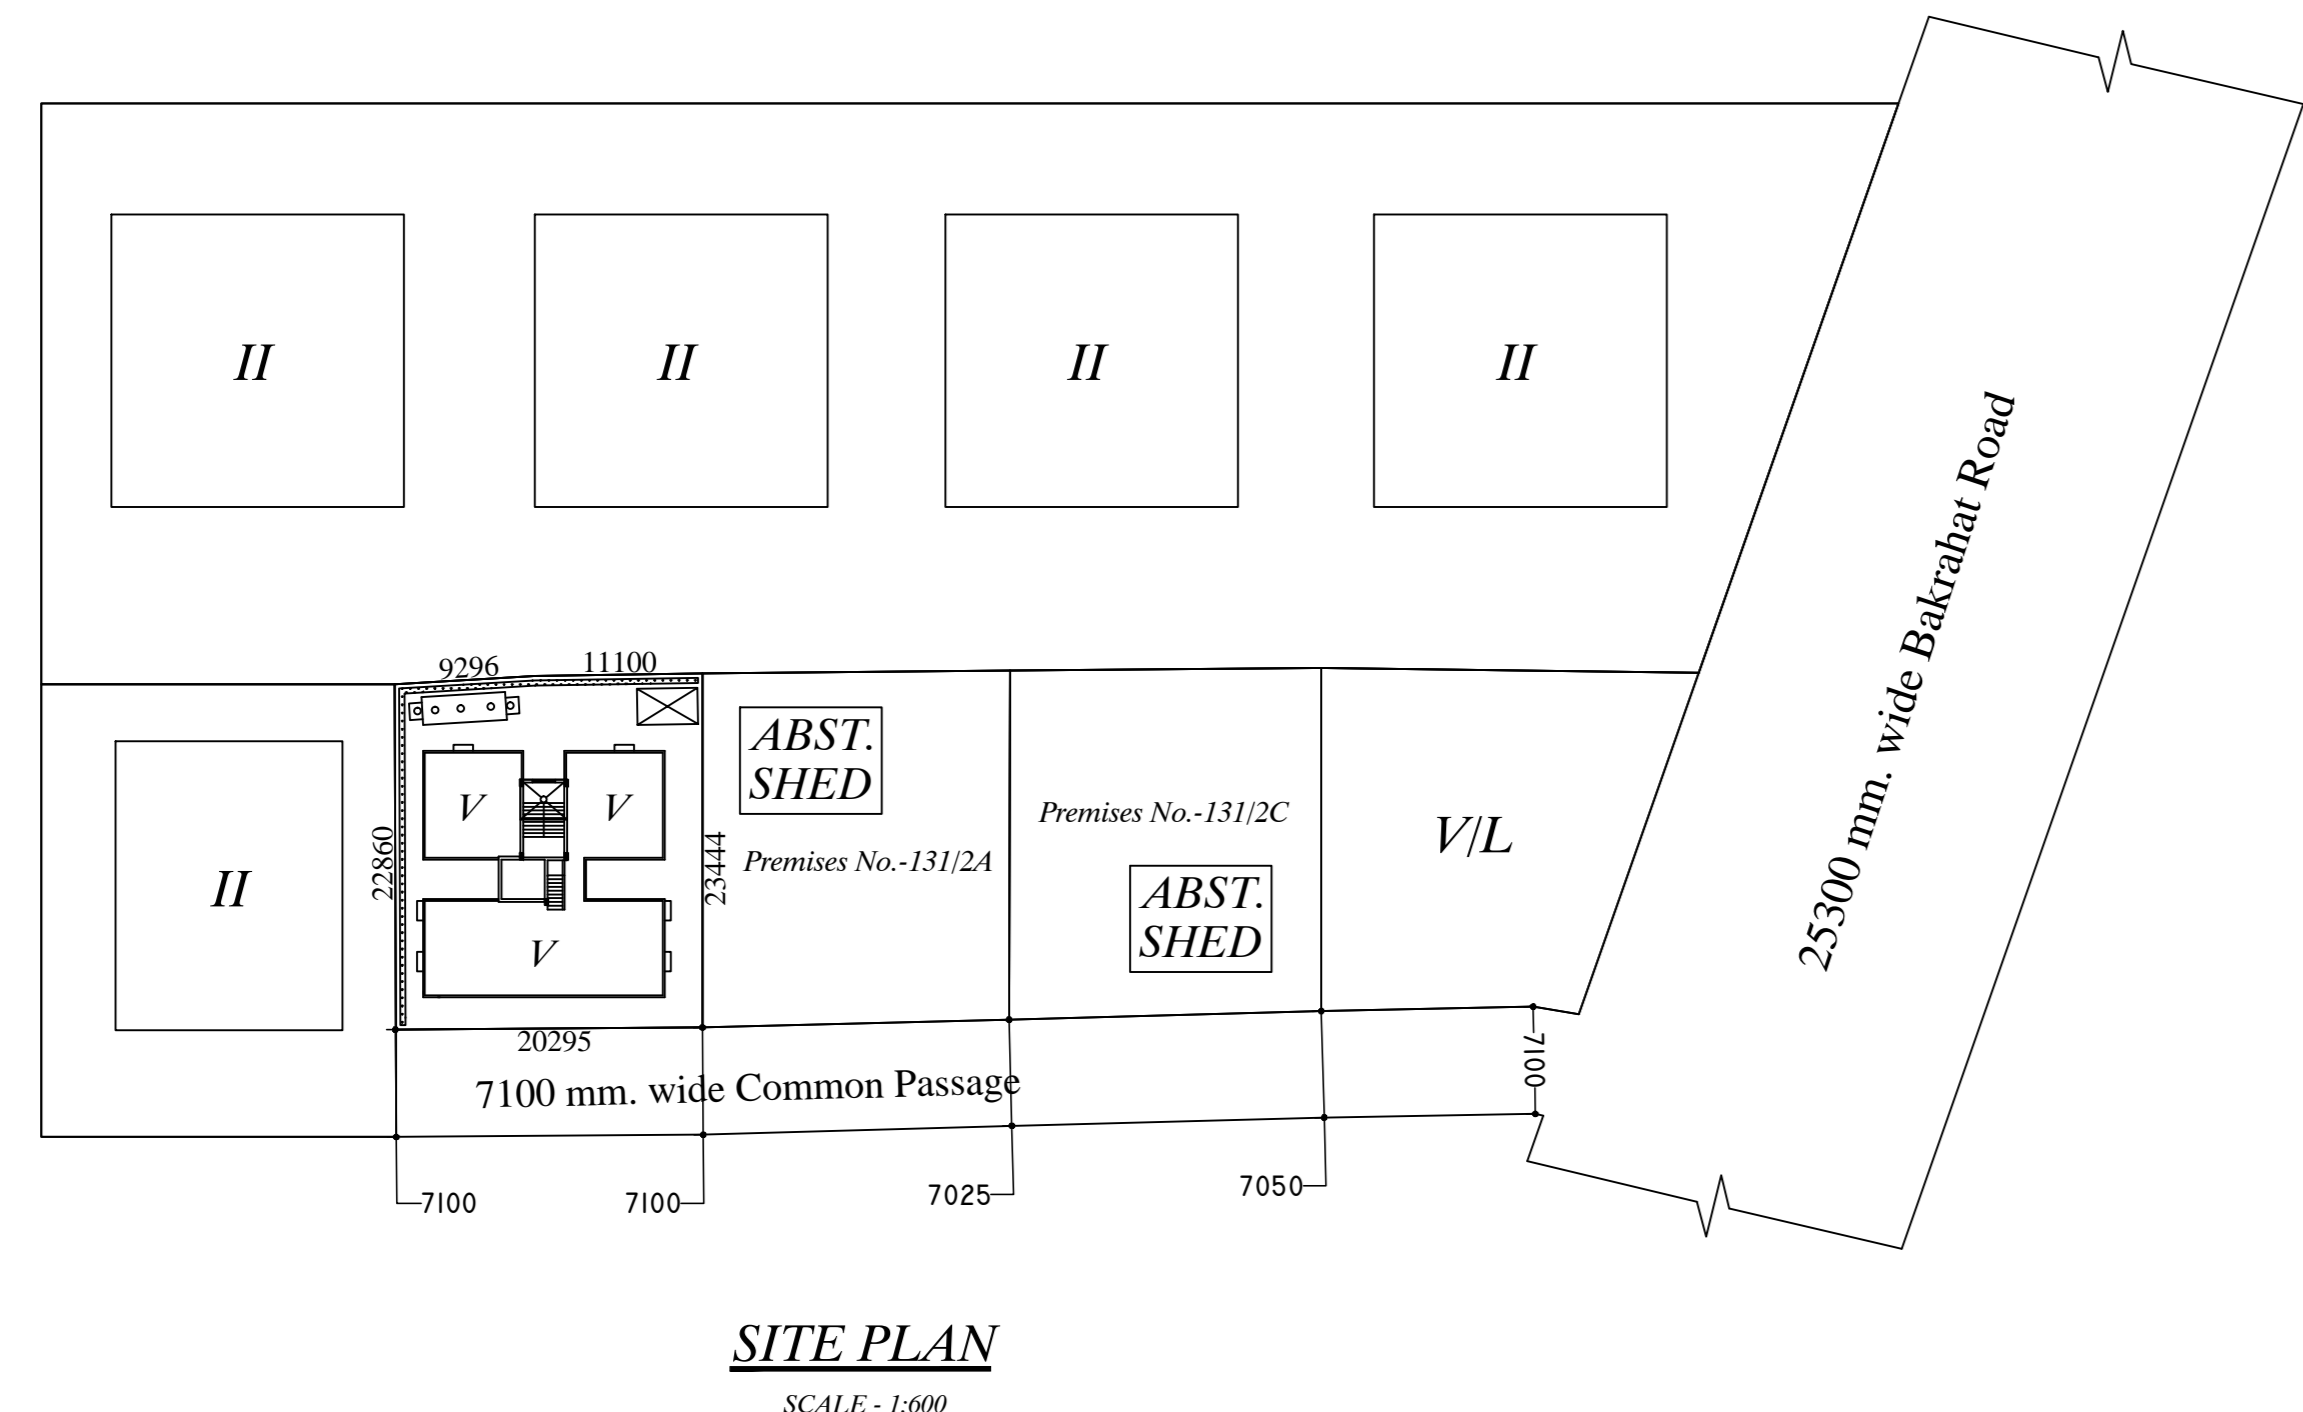 II
II
II
II
25300 mm. wide Bakrahat Road
9296
11100
ABST.
SHED
Premises No.-131/2C
V/L
V
V
22860
23444
Premises No.-131/2A
II
ABST.
SHED
V
20295
7100
7100 mm. wide Common Passage
7100
7100
7025
7050
SITE PLAN
SCALE - 1:600